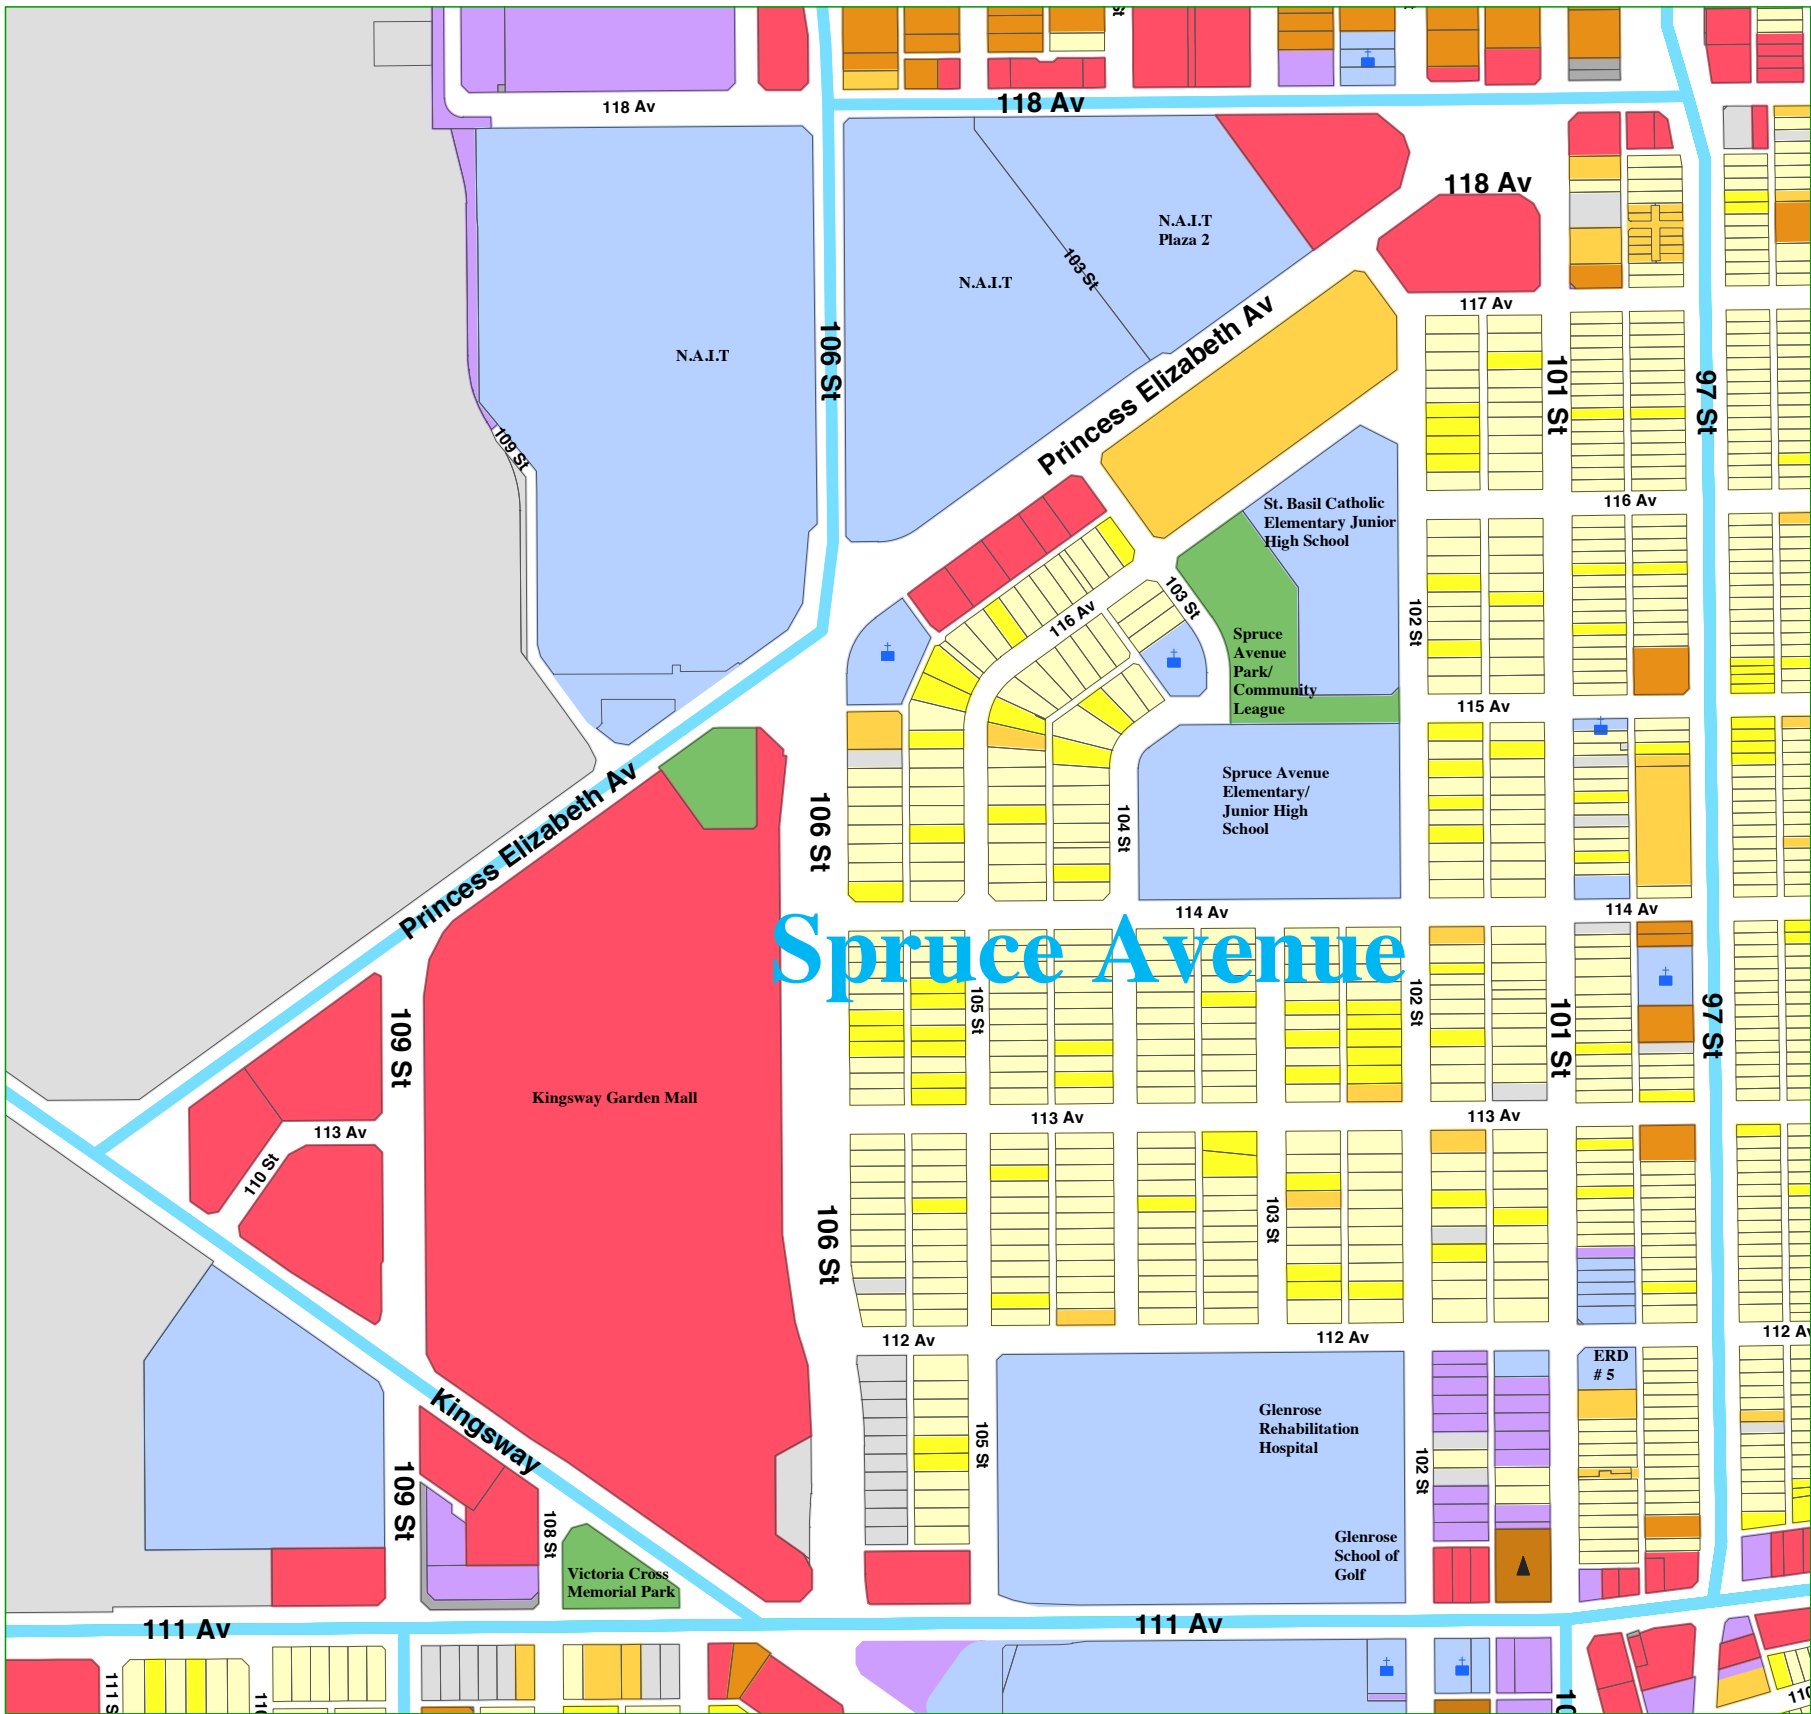 St
118 Av
118 Av
118 Av
N.A.I.T
Plaza 2
103 St
N.A.I.T
117 Av
Princess Elizabeth Av
N.A.I.T
106 St
101 St
97 St
109 St
116 Av
St. Basil Catholic
Elementary Junior
High School
103 St
116 Av
102 St
Spruce
Avenue
Park/
Community
League
115 Av
Princess Elizabeth Av
106 St
104 St
Spruce Avenue
Elementary/
Junior High
School
114 Av
114 Av
Spruce Avenue
105 St
102 St
101 St
97 St
109 St
Kingsway Garden Mall
113 Av
113 Av
113 Av
110 St
106 St
103 St
112 Av
112 Av
112 Av
ERD
# 5
Kingsway
Glenrose
Rehabilitation
Hospital
105 St
102 St
109 St
108 St
Glenrose
School of
Golf
Victoria Cross
Memorial Park
111 Av
111 Av
111 S
110
10
110